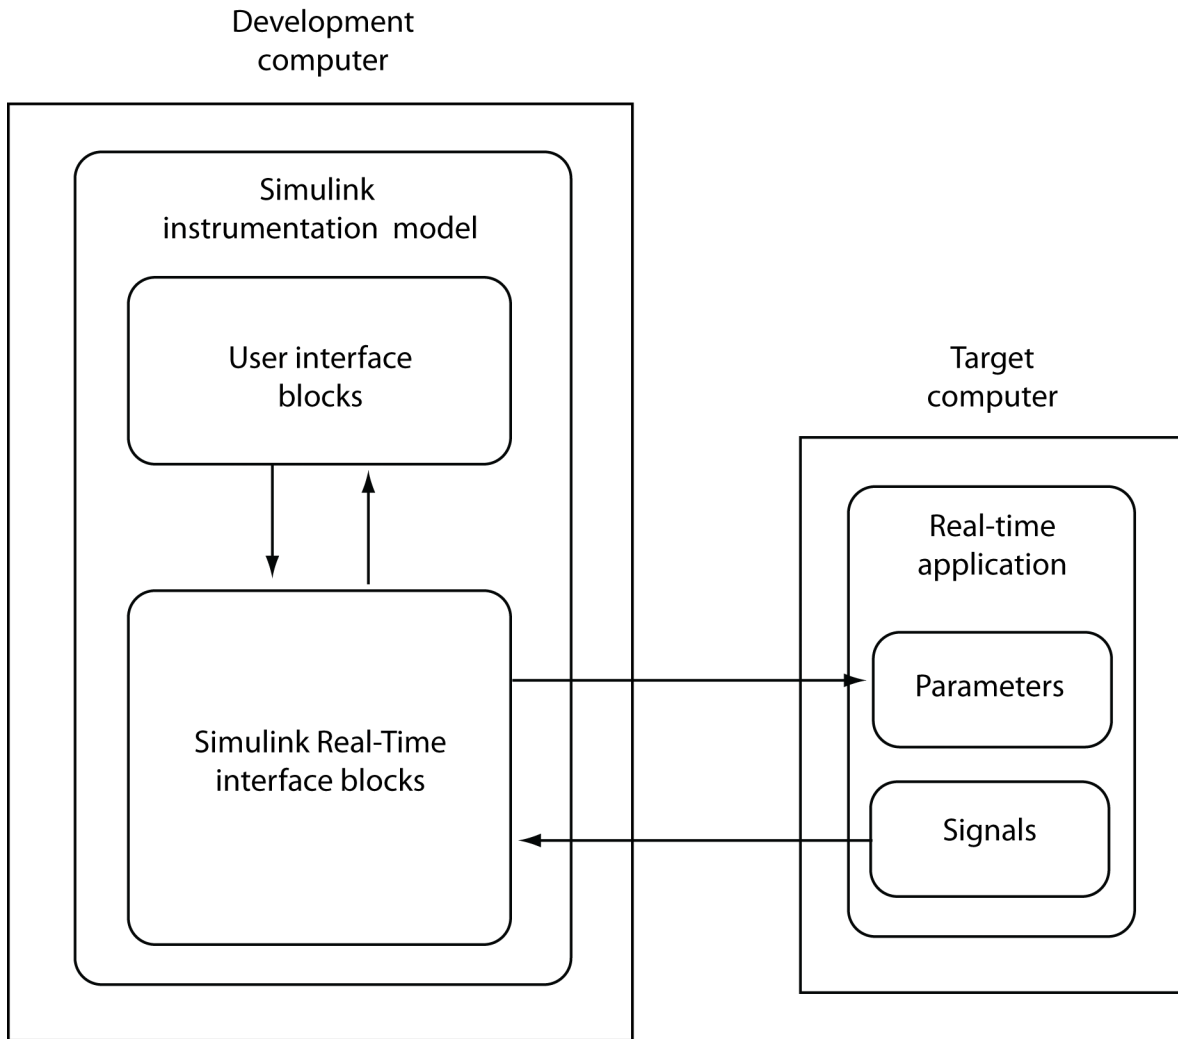 Development
computer
Simulink
instrumentation model
User interface
blocks
Simulink Real-Time
interface blocks
Target
computer
Real-time
application
Parameters
Signals